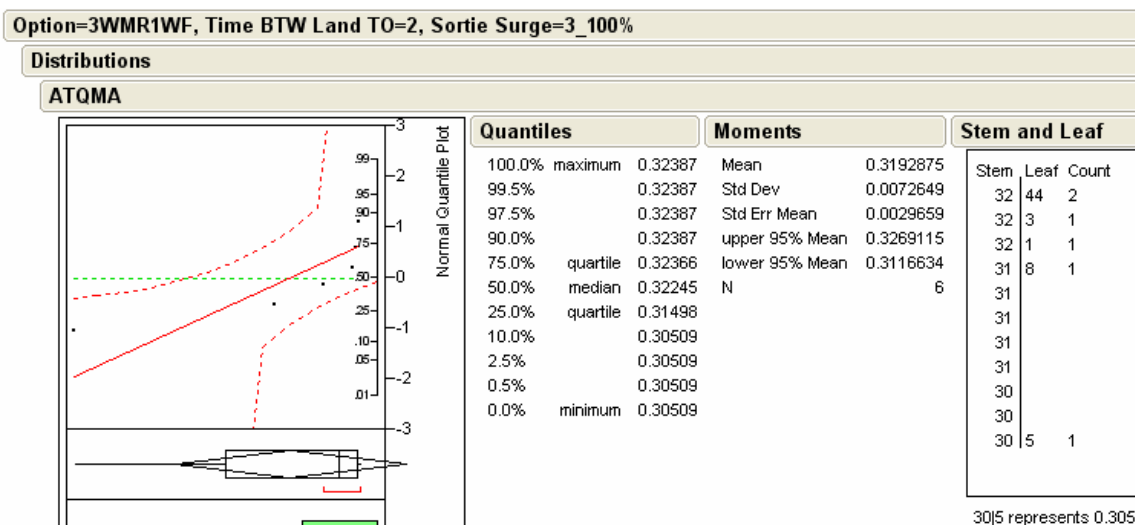 Option=3WMR1WF, Time BTW Land TO=2, Sortie Surge=3_100%
Distributions
ATQMA
3
2
1
0
-1
-2
-3
.99
.95
.90
.75
.50
.25
.10
.05
.01
Normal Quantile Plot
Quantiles
100.0% maximum 0.32387
99.5% 0.32387
97.5% 0.32387
90.0% 0.32387
75.0% quartile 0.32366
50.0% median 0.32245
25.0% quartile 0.31498
10.0% 0.30509
2.5% 0.30509
0.5% 0.30509
0.0% minimum 0.30509
Moments
Mean 0.3192875
Std Dev 0.0072649
Std Err Mean 0.0029659
upper 95% Mean 0.3269115
lower 95% Mean 0.3116634
N 6
Stem and Leaf
Stem Leaf Count
32 44 2
32 3 1
32 1 1
31 8 1
31
31
31
31
30
30
30 5 1
30|5 represents 0.305